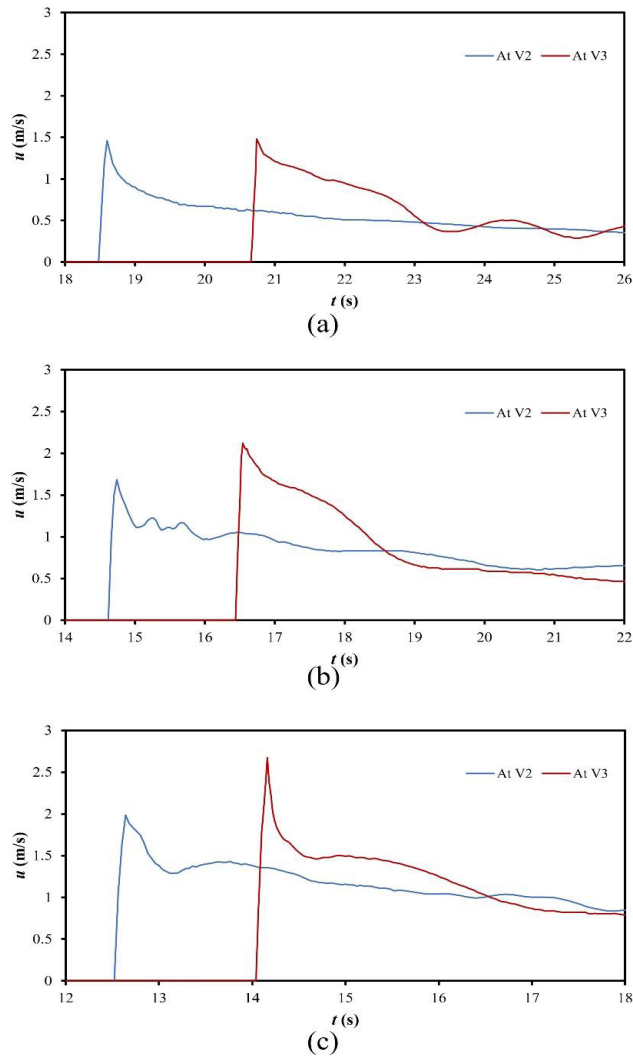 3
2.5
2
1.5
1
0.5
0
u (m/s)
At V2 At V3
18 19 20 21 22 23 24 25 26
t (s)
(a)
3
2.5
2
1.5
1
0.5
0
u (m/s)
At V2 At V3
14 15 16 17 18 19 20 21 22
t (s)
(b)
3
2.5
2
1.5
1
0.5
0
u (m/s)
At V2 At V3
12 13 14 15 16 17 18
t (s)
(c)